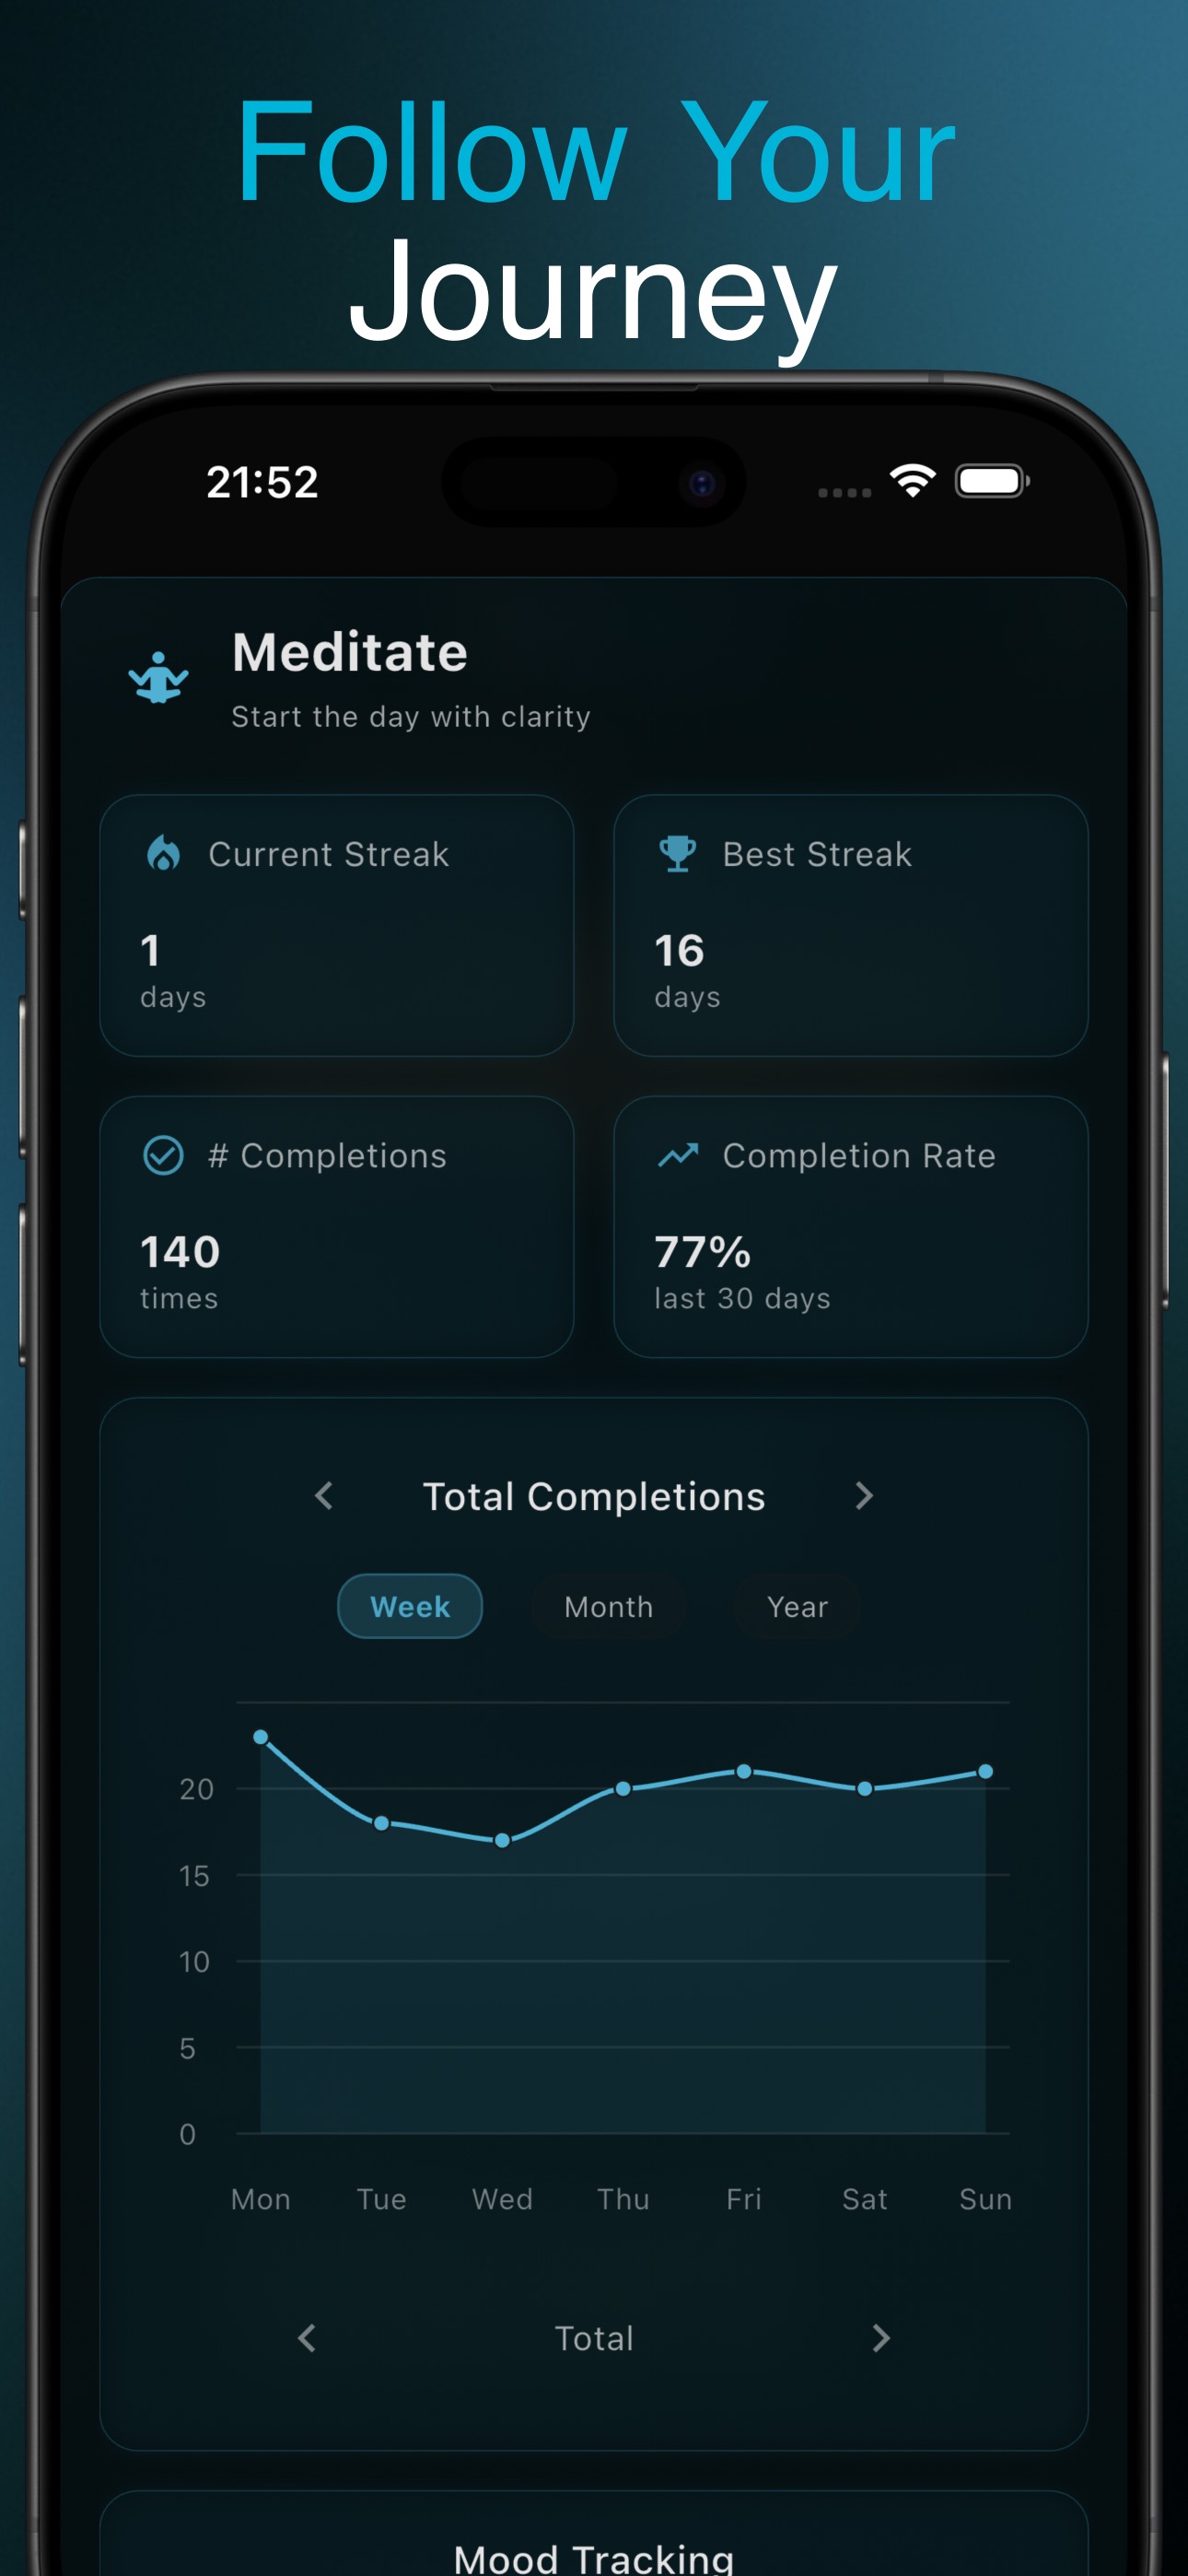 Follow Your
Journey
21:52
Meditate
Start the day with clarity
Current Streak
1
days
Best Streak
16
days
# Completions
140
times
Completion Rate
77%
last 30 days
Total Completions
Week Month Year
20
15
10
5
0
Mon Tue Wed Thu Fri Sat Sun
Total
Mood Tracking